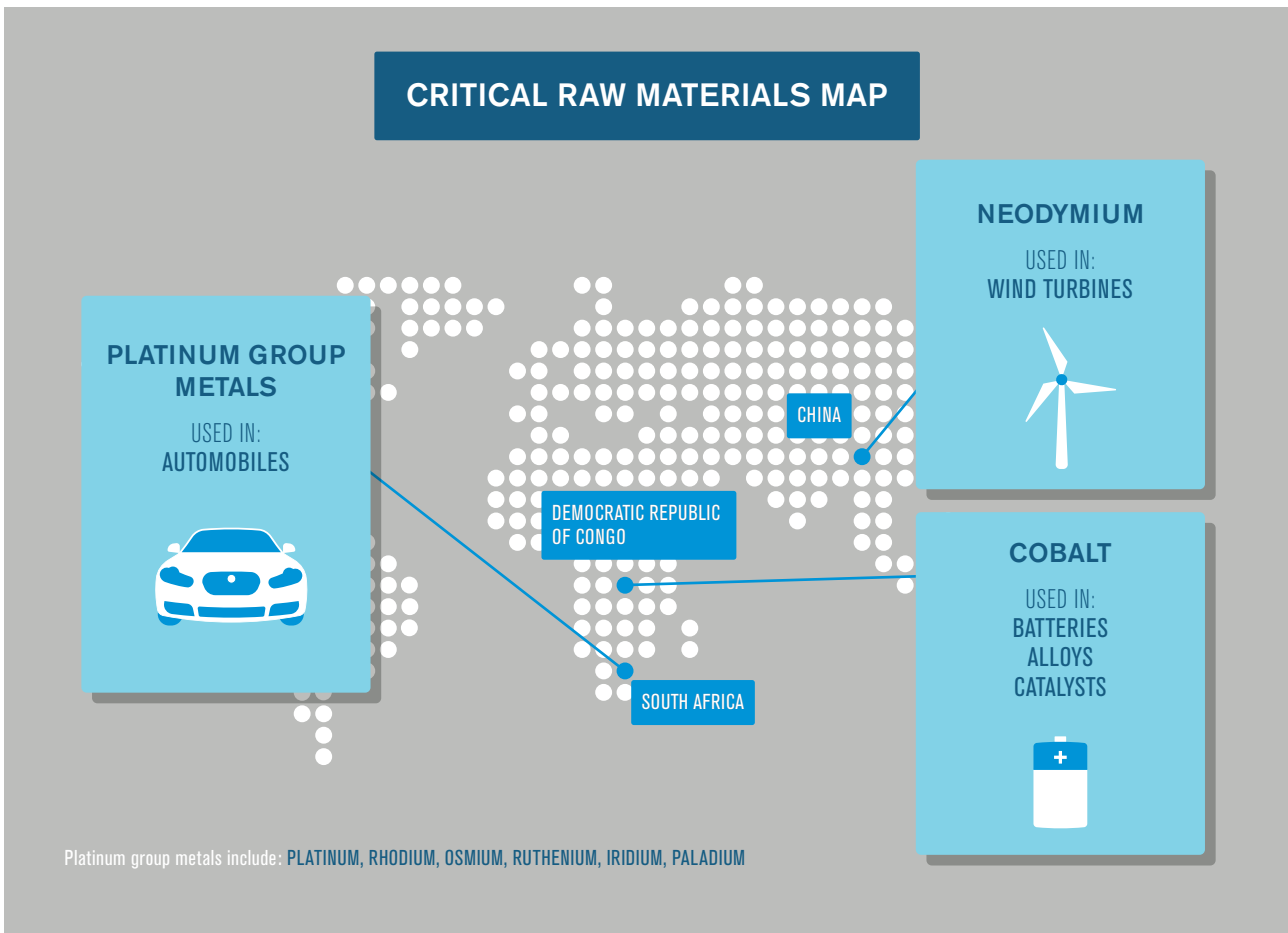 CRITICAL RAW MATERIALS MAP
NEODYMIUM
USED IN:
WIND TURBINES
PLATINUM GROUP
METALS
USED IN:
AUTOMOBILES
CHINA
DEMOCRATIC REPUBLIC
OF CONGO
COBALT
USED IN:
BATTERIES
ALLOYS
CATALYSTS
SOUTH AFRICA
Platinum group metals include: PLATINUM, RHODIUM, OSMIUM, RUTHENIUM, IRIDIUM, PALADIUM